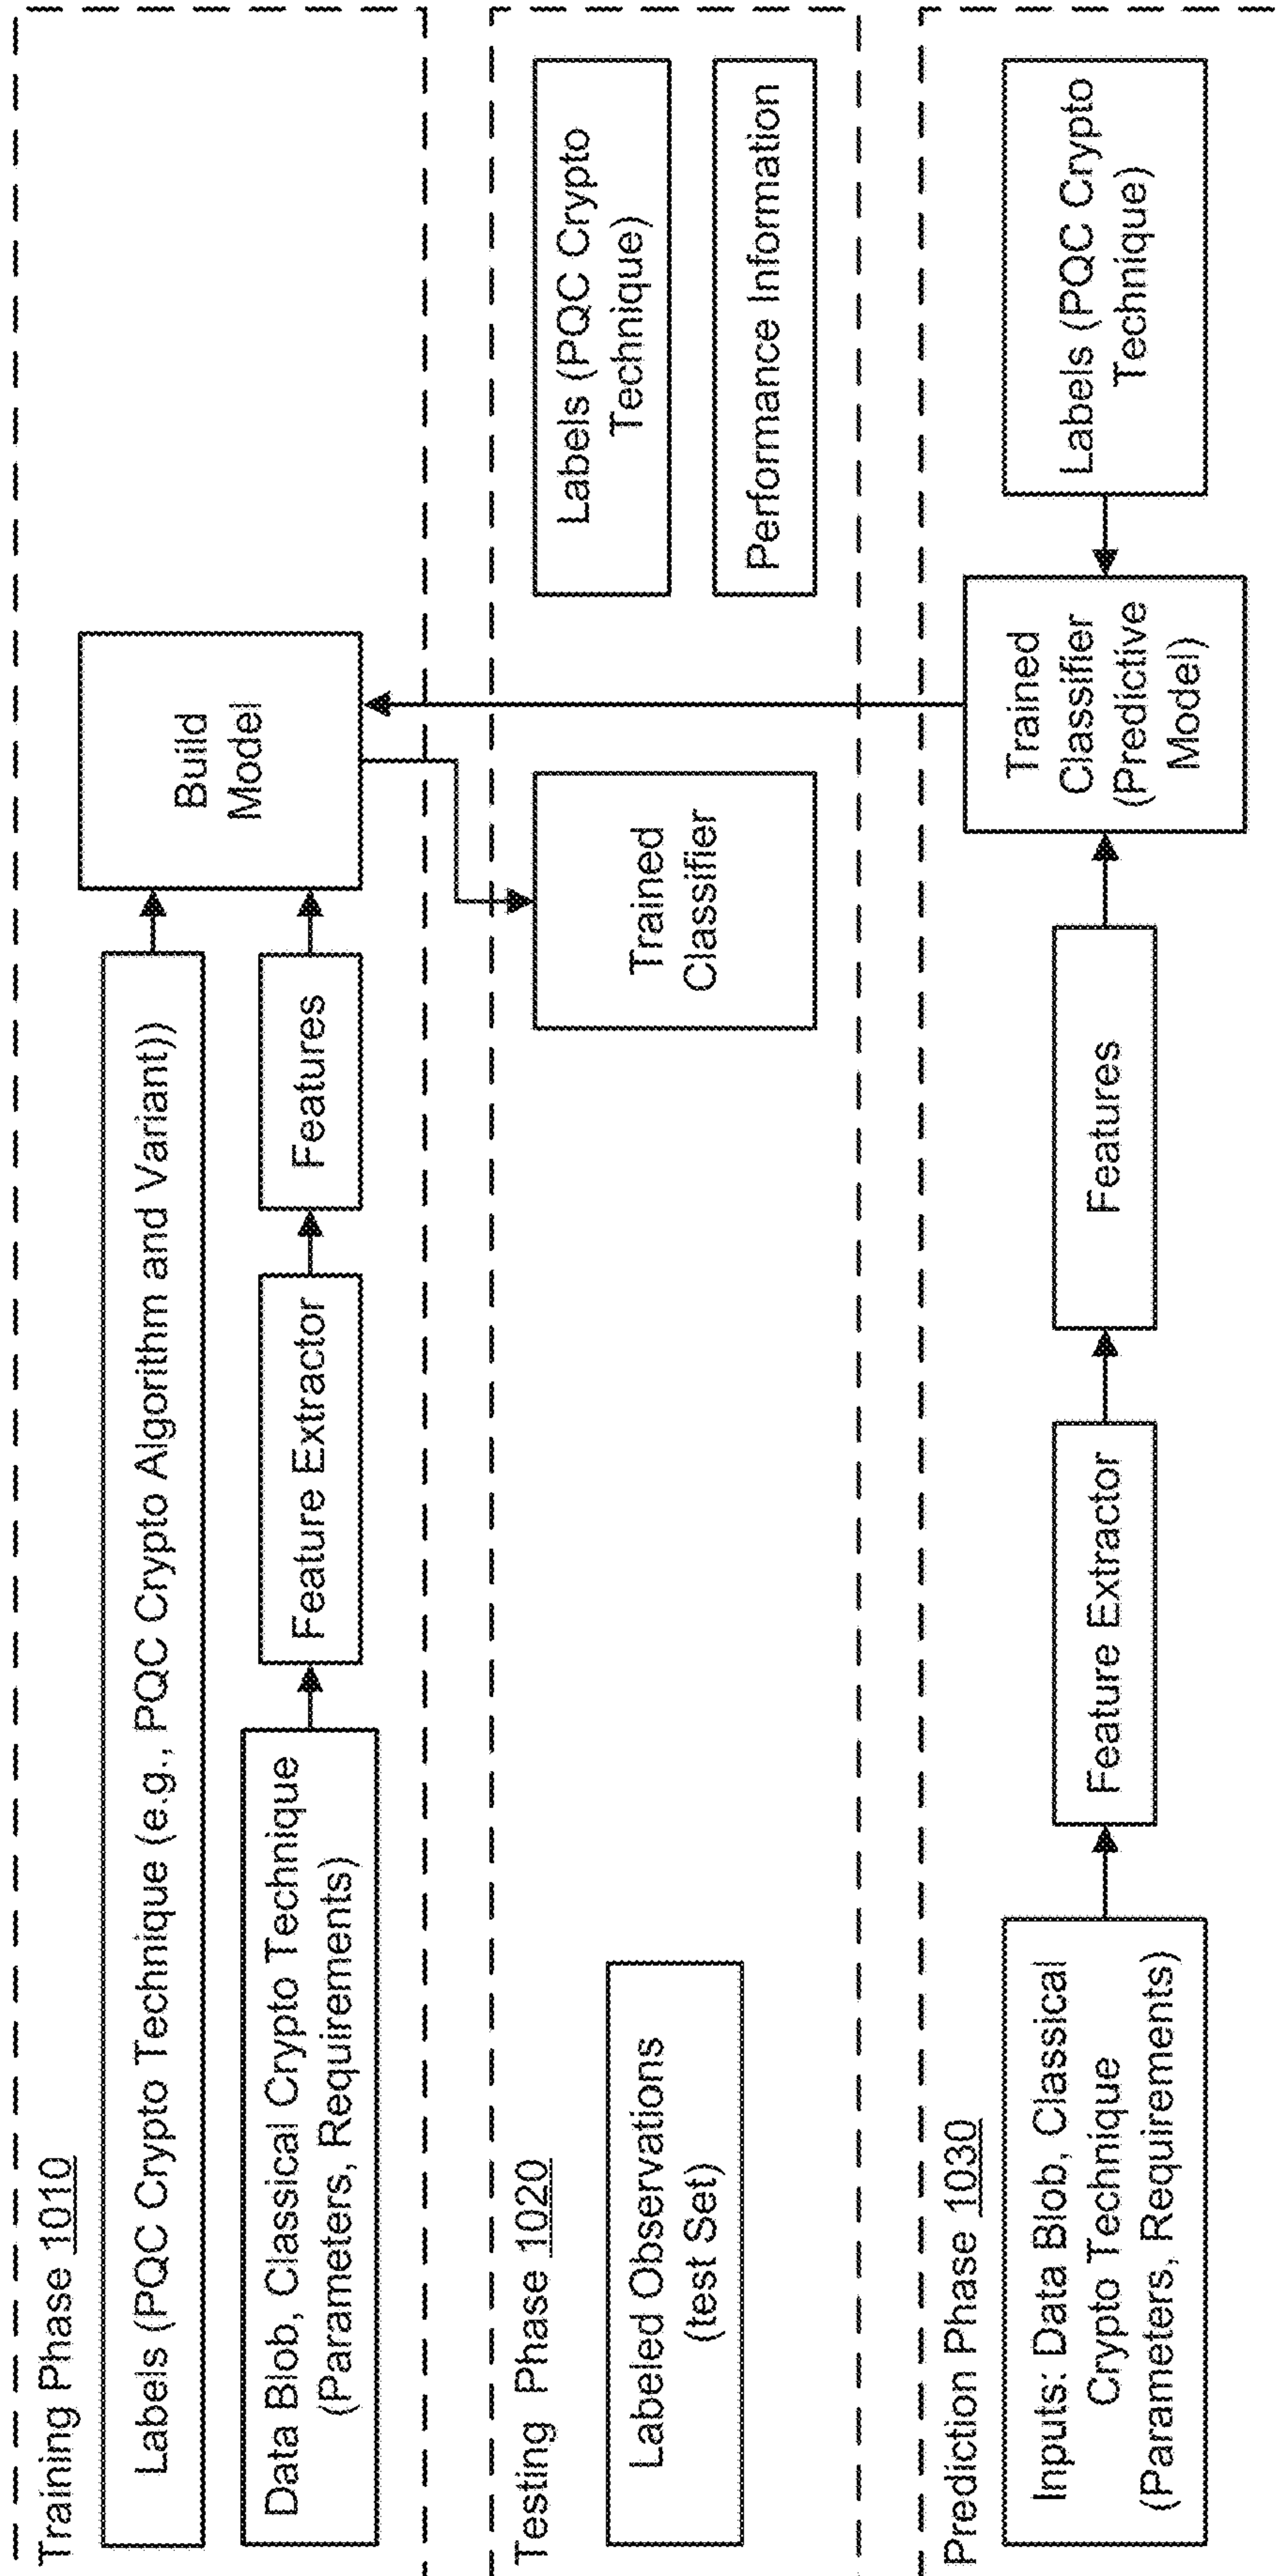 Training Phase 1010
Labels (PQC Crypto Technique (e.g., PQC Crypto Algorithm and Variant))
Data Blob, Classical Crypto Technique
(Parameters, Requirements)
Feature Extractor
Features
Build
Model
Testing Phase 1020
Labeled Observations
(test Set)
Trained
Classifier
Labels (PQC Crypto
Technique)
Performance Information
Prediction Phase 1030
Inputs: Data Blob, Classical
Crypto Technique
(Parameters, Requirements)
Feature Extractor
Features
Trained
Classifier
(Predictive
Model)
Labels (PQC Crypto
Technique)